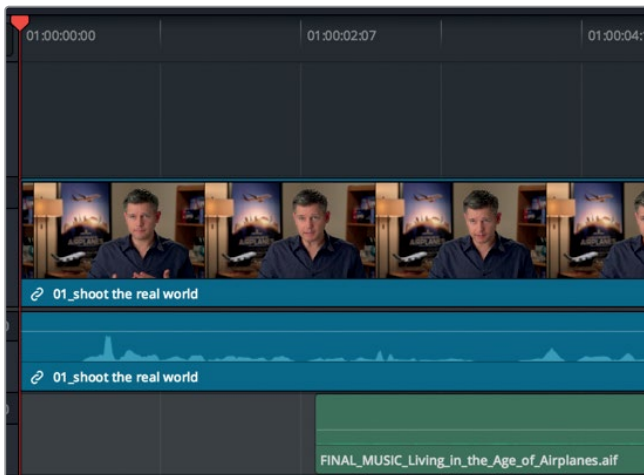 01:00:00:00
01:00:02:07
01:00:04:
AIRPLANES
01_shoot the real world
01_shoot the real world
FINAL_MUSIC_Living_in_the_Age_of_Airplanes.aif